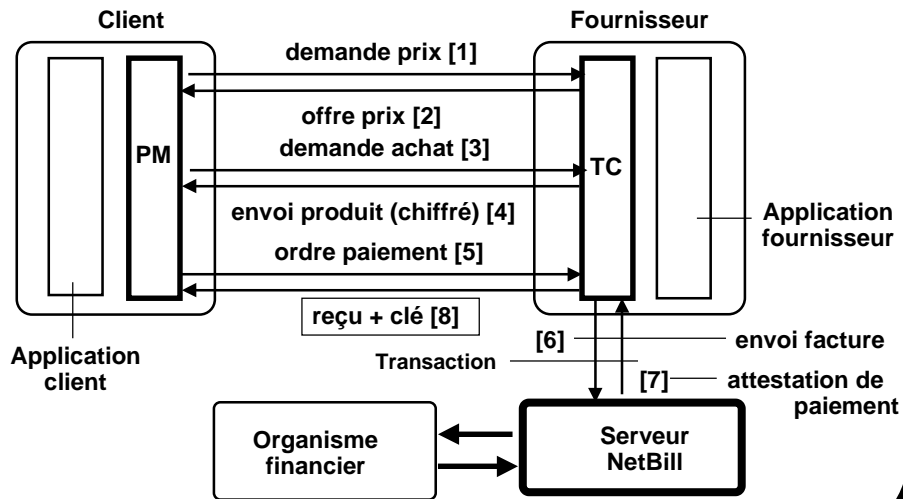 Client
Fournisseur
demande prix [1]
offre prix [2]
PM
demande achat [3]
TC
envoi produit (chiffré) [4]
Application
fournisseur
ordre paiement [5]
reçu + clé [8]
Application
client
[6]
envoi facture
Transaction
[7]
attestation de
paiement
Organisme
financier
Serveur
NetBill